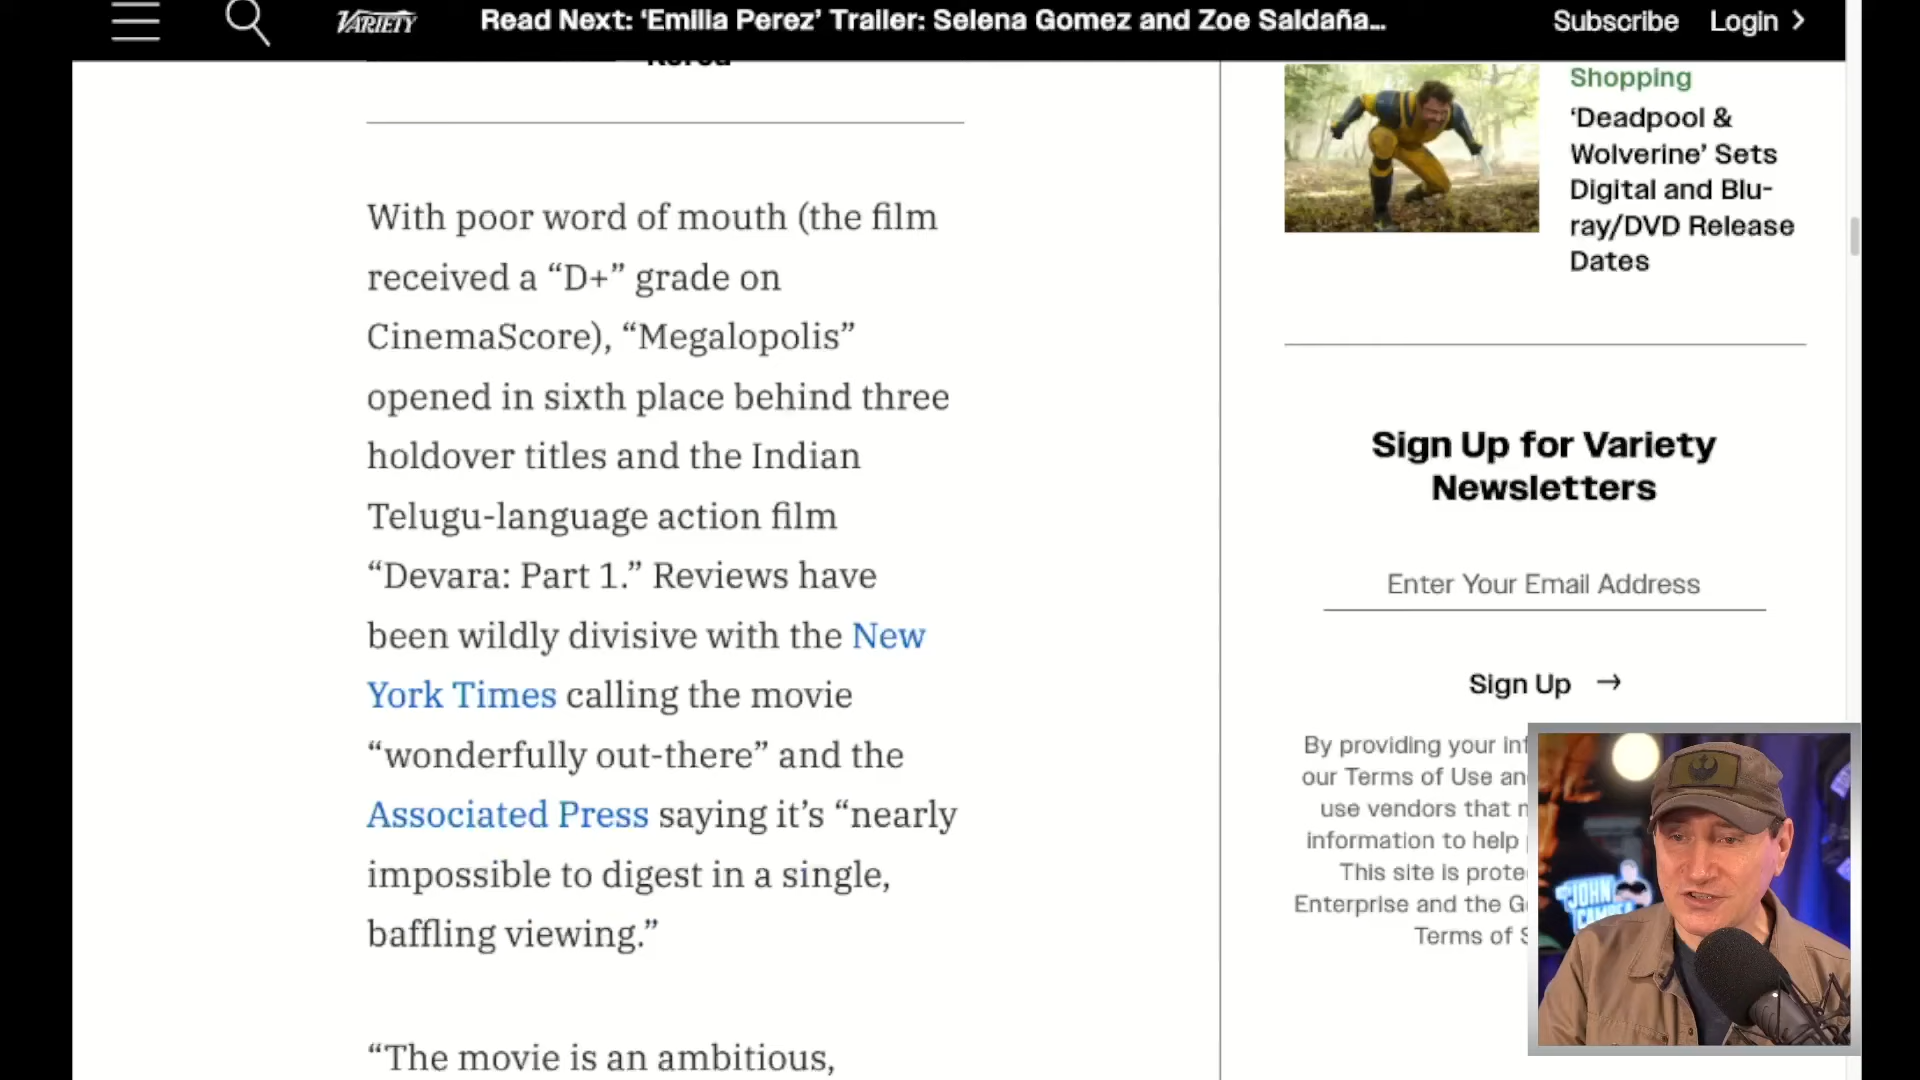 VARIETY
Read Next: ‘Emilia Perez’ Trailer: Selena Gomez and Zoe Saldaña...
Subscribe
Login
Korea
With poor word of mouth (the film
received a “D+” grade on
CinemaScore), “Megalopolis”
opened in sixth place behind three
holdover titles and the Indian
Telugu-language action film
“Devara: Part 1.” Reviews have
been wildly divisive with the New
York Times calling the movie
“wonderfully out-there” and the
Associated Press saying it’s “nearly
impossible to digest in a single,
baffling viewing.”
“The movie is an ambitious,
Shopping
‘Deadpool &
Wolverine’ Sets
Digital and Blu-
ray/DVD Release
Dates
Sign Up for Variety
Newsletters
Enter Your Email Address
Sign Up →
By providing your
our Terms of Use
use vendors that
information to help
This site is
Enterprise and the
Terms of
JOHN
CAMPEA